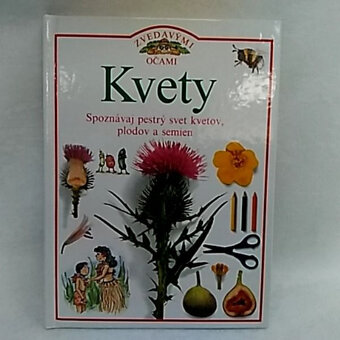 ZVEDAVÝMI
OČAMI
Kvety
Spoznávaj pestrý svet kvetov,
plodov a semien